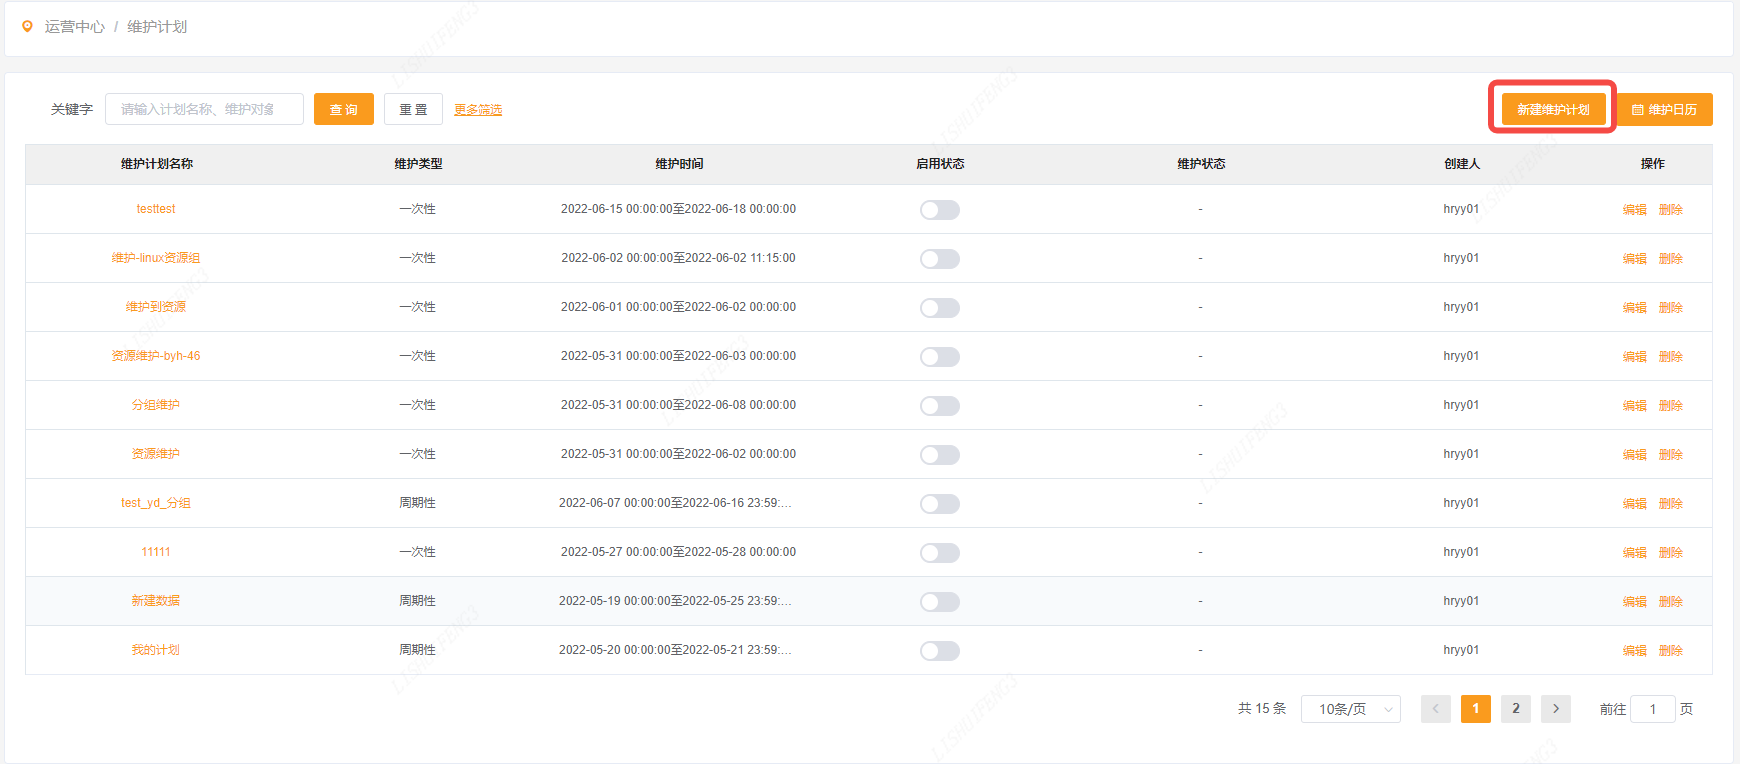 运营中心 / 维护计划
关键字 请输入计划名称、维护对象 查 询 重 置 更多筛选 新建维护计划 维护日历
维护计划名称 维护类型 维护时间 启用状态 维护状态 创建人 操作
testtest 一次性 2022-06-15 00:00:00至2022-06-18 00:00:00 - hryy01 编辑 删除
维护-linux资源组 一次性 2022-06-02 00:00:00至2022-06-02 11:15:00 - hryy01 编辑 删除
维护到资源 一次性 2022-06-01 00:00:00至2022-06-02 00:00:00 - hryy01 编辑 删除
资源维护-byh-46 一次性 2022-05-31 00:00:00至2022-06-03 00:00:00 - hryy01 编辑 删除
分组维护 一次性 2022-05-31 00:00:00至2022-06-08 00:00:00 - hryy01 编辑 删除
资源维护 一次性 2022-05-31 00:00:00至2022-06-02 00:00:00 - hryy01 编辑 删除
test_yd_分组 周期性 2022-06-07 00:00:00至2022-06-16 23:59:... - hryy01 编辑 删除
11111 一次性 2022-05-27 00:00:00至2022-05-28 00:00:00 - hryy01 编辑 删除
新建数据 周期性 2022-05-19 00:00:00至2022-05-25 23:59:... - hryy01 编辑 删除
我的计划 周期性 2022-05-20 00:00:00至2022-05-21 23:59:... - hryy01 编辑 删除
共 15 条 10条/页 < 1 2 > 前往 1 页
LISHUIFENG3